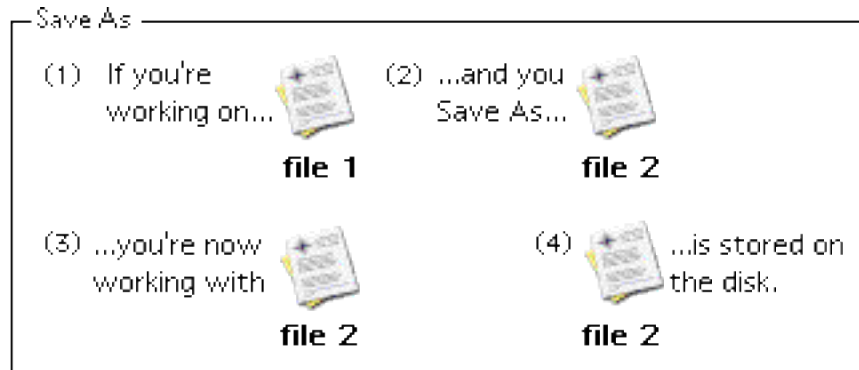 Save As
(1) If you're
working on...
file 1
(2) ...and you
Save As...
file 2
(3) ...you're now
working with
file 2
(4) ...is stored on
the disk.
file 2